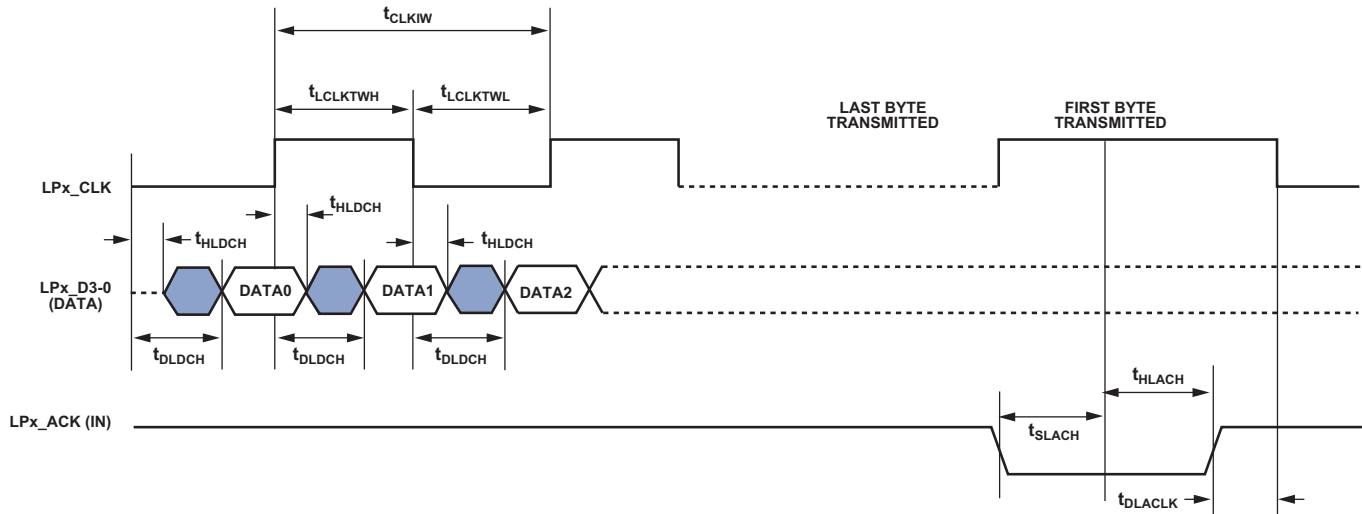 tCLKIW
tLCLKTWH
tLCLKTWL
LAST BYTE
TRANSMITTED
FIRST BYTE
TRANSMITTED
LPx_CLK
tHLDCH
tHLDCH
tHLDCH
LPx_D3-0
(DATA)
DATA0
DATA1
DATA2
tDLDCH
tDLDCH
tDLDCH
tHLACH
LPx_ACK (IN)
tSLACH
tDLACLK